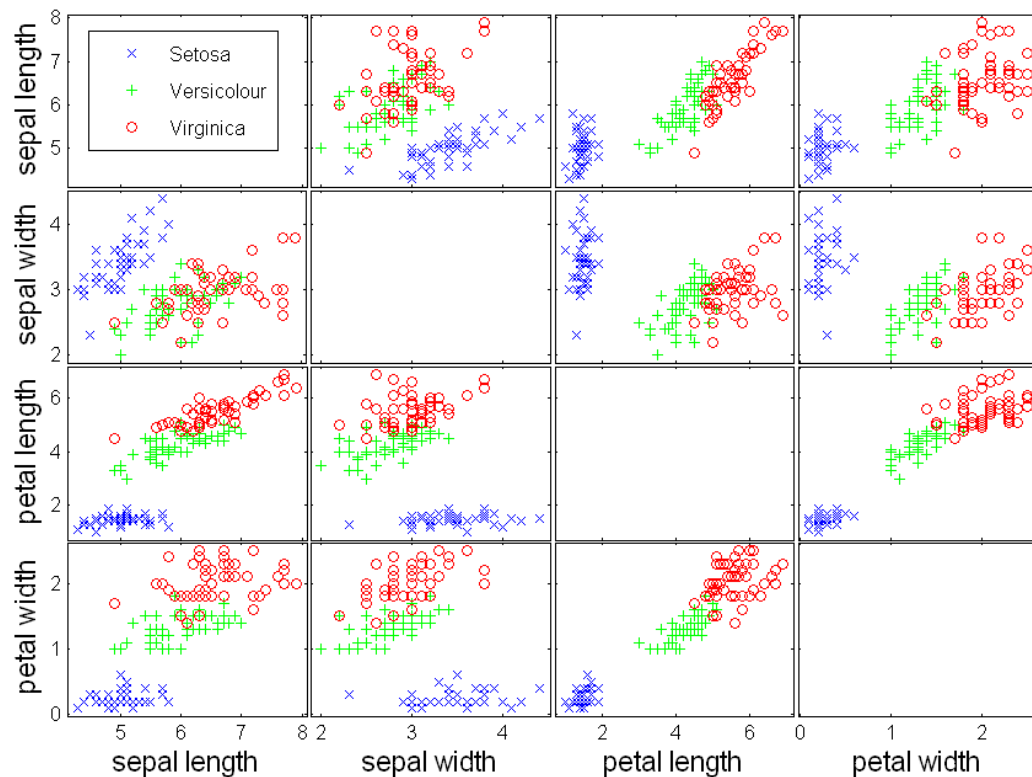 sepal length
8
7
6
5
Setosa
Versicolour
Virginica
sepal width
4
3
2
petal length
6
4
2
petal width
2
1
0
5 6 7 8 2 3 4 2 4 6 0 1 2
sepal length sepal width petal length petal width